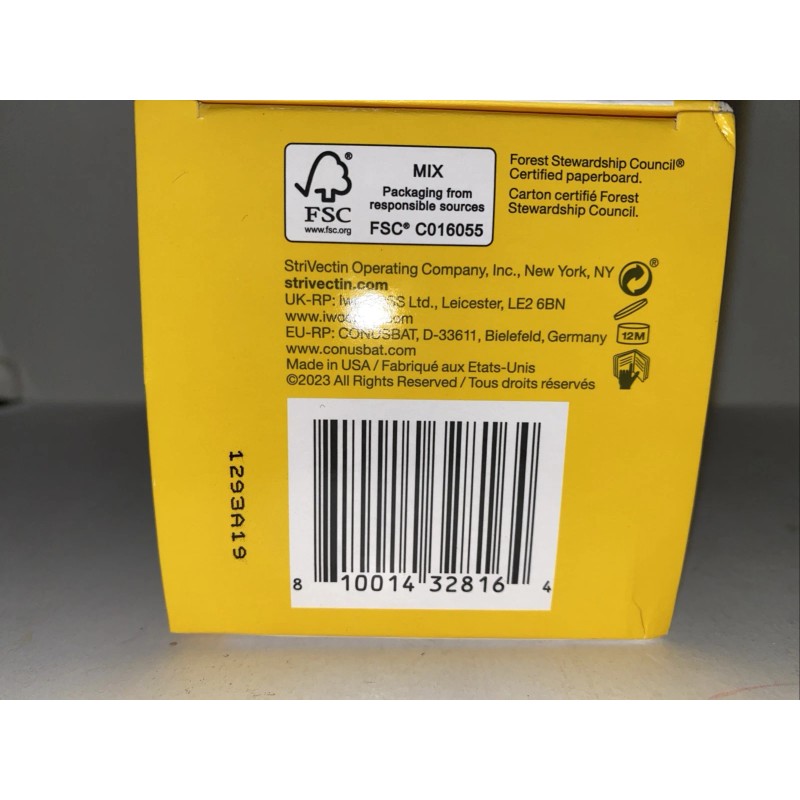 MIX
Packaging from
responsible sources
FSC® C016055
FSC
www.fsc.org
Forest Stewardship Council®
Certified paperboard.
Carton certifié Forest
Stewardship Council.
StriVectin Operating Company, Inc., New York, NY
strivectin.com
UK-RP: Ltd., Leicester, LE2 6BN
EU-RP: CONUSBAT, D-33611, Bielefeld, Germany
www.conusbat.com
Made in USA / Fabriqué aux Etats-Unis
©2023 All Rights Reserved / Tous droits réservés
12M
1293A19
8 10014 32816 4